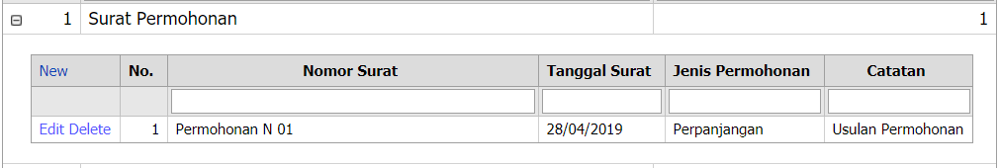 1 Surat Permohonan 1
New No. Nomor Surat Tanggal Surat Jenis Permohonan Catatan
Edit Delete 1 Permohonan N 01 28/04/2019 Perpanjangan Usulan Permohonan